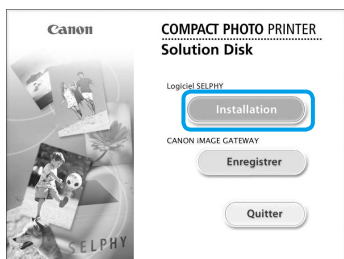 Canon
COMPACT PHOTO PRINTER
Solution Disk
Logiciel SELPHY
Installation
CANON iMAGE GATEWAY
Enregistrer
Quitter
SELPHY